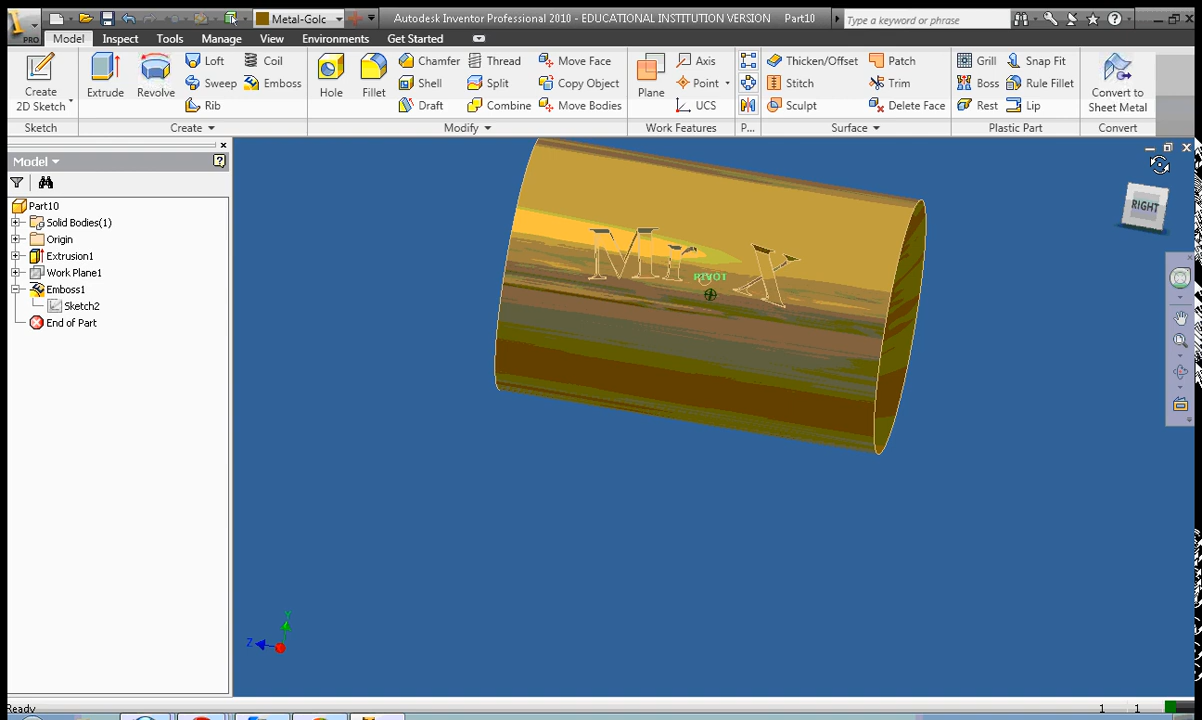 Metal-Golc
Autodesk Inventor Professional 2010 - EDUCATIONAL INSTITUTION VERSION Part10
Type a keyword or phrase
PRO
Model Inspect Tools Manage View Environments Get Started
Create 2D Sketch
Extrude
Revolve
Loft
Sweep
Rib
Coil
Emboss
Hole
Fillet
Chamfer
Shell
Draft
Thread
Split
Combine
Move Face
Copy Object
Move Bodies
Plane
Axis
Point
UCS
Thicken/Offset
Stitch
Sculpt
Patch
Trim
Delete Face
Grill
Boss
Rest
Snap Fit
Rule Fillet
Lip
Convert to Sheet Metal
Sketch Create Modify Work Features P... Surface Plastic Part Convert
Model
Part10
Solid Bodies(1)
Origin
Extrusion1
Work Plane1
Emboss1
Sketch2
End of Part
RIGHT
Mr X
PIVOT
Y
Z
Ready
1 1